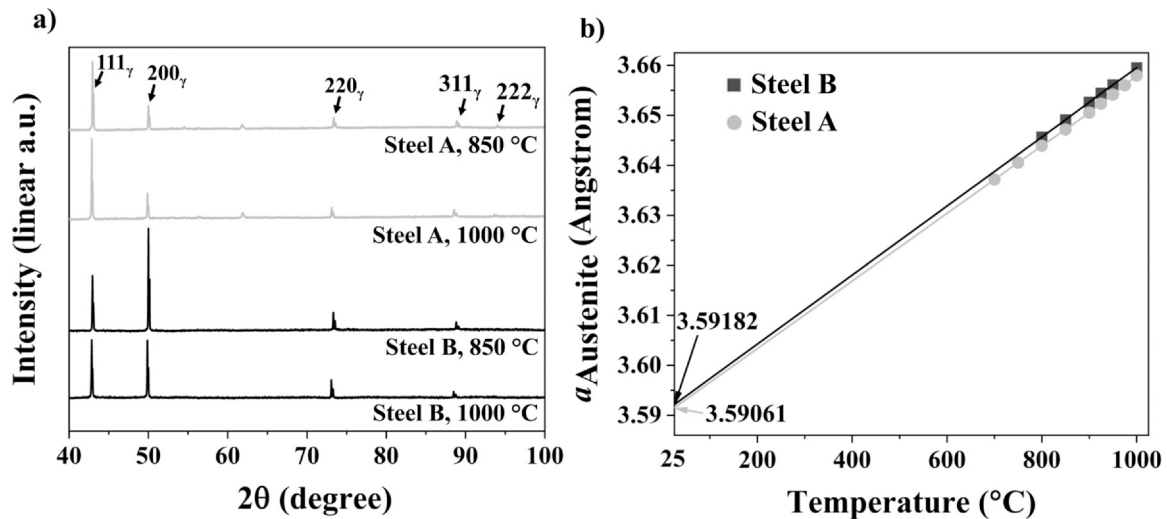 a)
Intensity (linear a.u.)
111γ
200γ
220γ
311γ
222γ
Steel A, 850 °C
Steel A, 1000 °C
Steel B, 850 °C
Steel B, 1000 °C
40 50 60 70 80 90 100
2θ (degree)
b)
aAustenite (Angstrom)
3.66
3.65
3.64
3.63
3.62
3.61
3.60
3.59
Steel B
Steel A
3.59182
3.59061
25 200 400 600 800 1000
Temperature (°C)